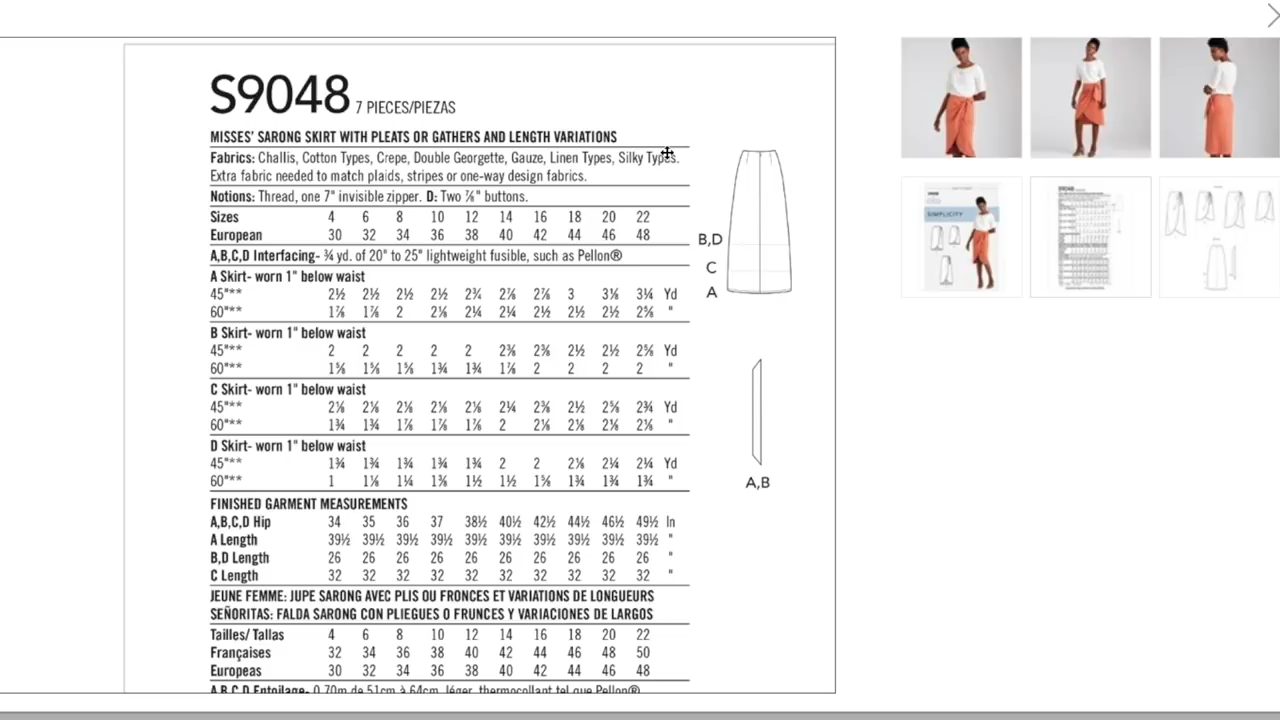 S9048 7 PIECES/PIEZAS
MISSES' SARONG SKIRT WITH PLEATS OR GATHERS AND LENGTH VARIATIONS
Fabrics: Challis, Cotton Types, Crepe, Double Georgette, Gauze, Linen Types, Silky Types.
Extra fabric needed to match plaids, stripes or one-way design fabrics.
Notions: Thread, one 7" invisible zipper. D: Two ⅞" buttons.
Sizes 4 6 8 10 12 14 16 18 20 22
European 30 32 34 36 38 40 42 44 46 48
A,B,C,D Interfacing- ¾ yd. of 20" to 25" lightweight fusible, such as Pellon®
A Skirt- worn 1" below waist
45"** 2½ 2½ 2½ 2½ 2¾ 2⅞ 2⅞ 3 3⅛ 3¼ Yd
60"** 1⅞ 1⅞ 2 2⅛ 2¼ 2¼ 2½ 2½ 2½ 2⅝ "
B Skirt- worn 1" below waist
45"** 2 2 2 2 2 2⅜ 2⅜ 2½ 2½ 2⅝ Yd
60"** 1⅝ 1⅝ 1⅝ 1¾ 1¾ 1⅞ 2 2 2 2 "
C Skirt- worn 1" below waist
45"** 2⅛ 2⅛ 2⅛ 2⅛ 2⅛ 2¼ 2⅜ 2½ 2⅝ 2¾ Yd
60"** 1¾ 1¾ 1⅞ 1⅞ 1⅞ 2 2⅛ 2⅛ 2⅛ 2⅛ "
D Skirt- worn 1" below waist
45"** 1¾ 1¾ 1¾ 1¾ 1¾ 2 2 2⅛ 2¼ 2¼ Yd
60"** 1 1⅛ 1¼ 1⅜ 1½ 1½ 1⅝ 1¾ 1¾ 1¾ "
FINISHED GARMENT MEASUREMENTS
A,B,C,D Hip 34 35 36 37 38½ 40½ 42½ 44½ 46½ 49½ In
A Length 39½ 39½ 39½ 39½ 39½ 39½ 39½ 39½ 39½ 39½ "
B,D Length 26 26 26 26 26 26 26 26 26 26 "
C Length 32 32 32 32 32 32 32 32 32 32 "
JEUNE FEMME: JUPE SARONG AVEC PLIS OU FRONCES ET VARIATIONS DE LONGUEURS
SEÑORITAS: FALDA SARONG CON PLIEGUES O FRUNCES Y VARIACIONES DE LARGOS
Tailles/ Tallas 4 6 8 10 12 14 16 18 20 22
Françaises 32 34 36 38 40 42 44 46 48 50
Europeas 30 32 34 36 38 40 42 44 46 48
A,B,C,D Entoilage- 0.70m de 51cm à 64cm, léger, thermocollant tel que Pellon®
B,D
C
A
A,B
SIMPLICITY
S9048